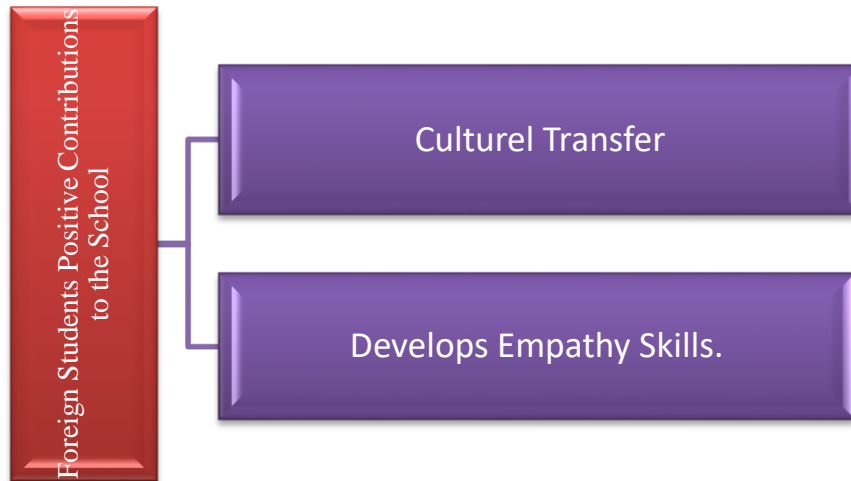 Foreign Students Positive Contributions
to the School
Culturel Transfer
Develops Empathy Skills.